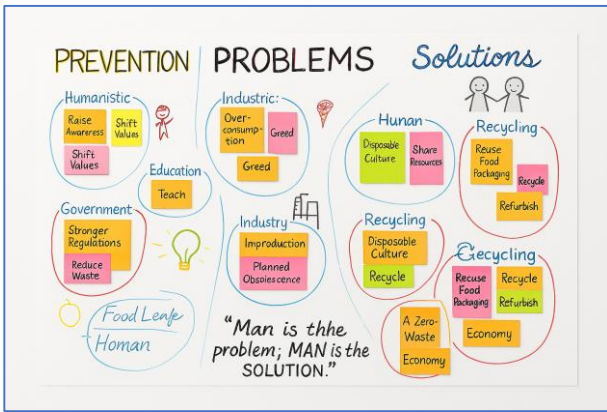 PREVENTION
Humanistic
Raise
Awareness
Shift
Values
Shift
Values
Education
Teach
Government
Stronger
Regulations
Reduce
Waste
Food Leafe
Homan
PROBLEMS
Industric:
Over-
consump-
tion
Greed
Greed
Industry
Improduction
Planned
Obsolescence
"Man is thhe
problem; MAN is the
SOLUTION."
Solutions
Hunan
Disposable
Culture
Share
Resources
Recycling
Reuse
Food
Packaging
Recycle
Refurbish
Recycling
Disposable
Culture
Recycle
Gecycling
Recuse
Food
Packaging
Recycle
Refurbish
Economy
A Zero-
Waste
Economy